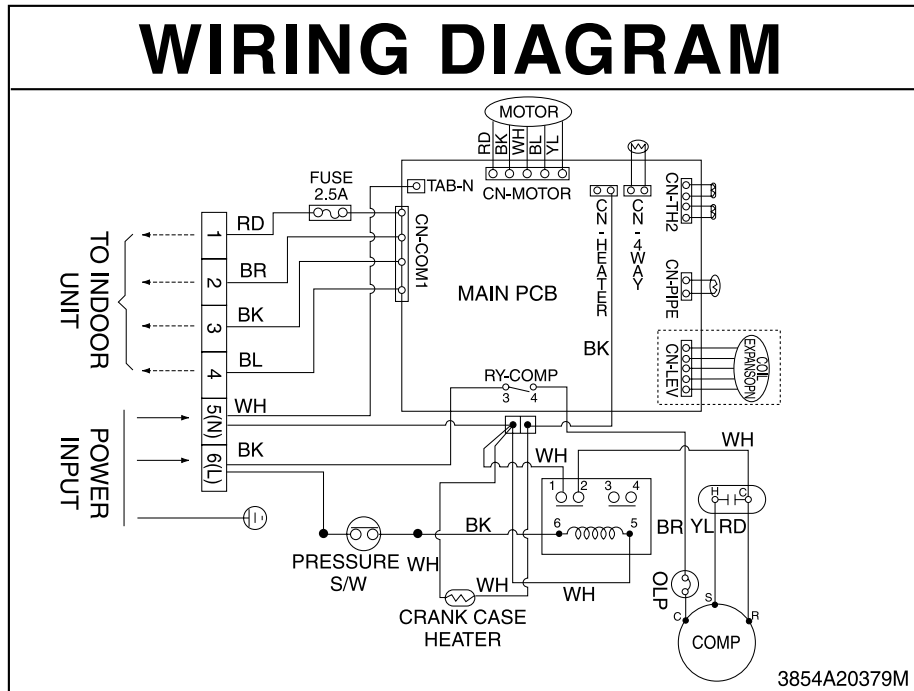 WIRING DIAGRAM
MOTOR
RD
BK
WH
BL
YL
CN-MOTOR
FUSE
2.5A
TAB-N
CN-COM1
CN-HEATER
CN-4WAY
CN-TH2
CN-PIPE
CN-LEV
EXPANSOPN)
COIL
MAIN PCB
TO INDOOR
UNIT
1
RD
2
BR
3
BK
4
BL
5(N)
WH
6(L)
BK
POWER
INPUT
BK
RY-COMP
3 4
WH
WH
1 2 3 4
6 5
BK
PRESSURE
S/W
WH
WH
WH
CRANK CASE
HEATER
BR
YL
RD
H C
OLP
C
S
R
COMP
3854A20379M